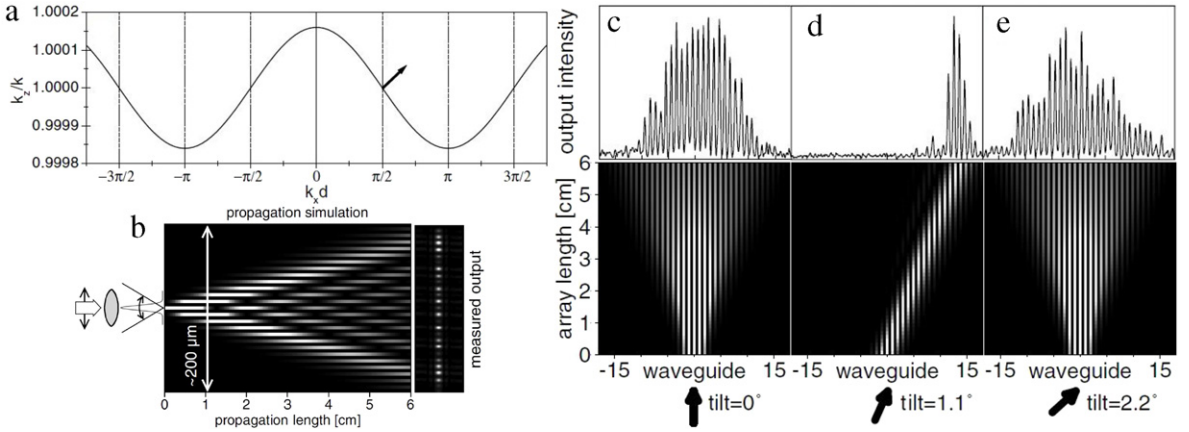 a
1.0002
1.0001
1.0000
0.9999
0.9998
k_z/k
−3π/2 −π −π/2 0 π/2 π 3π/2
k_x d
b
propagation simulation
~200 µm
measured output
0 1 2 3 4 5 6
propagation length [cm]
c d e
output intensity
6
5
4
3
2
1
0
array length [cm]
-15 waveguide 15
-15 waveguide 15
-15 waveguide 15
tilt=0°
tilt=1.1°
tilt=2.2°